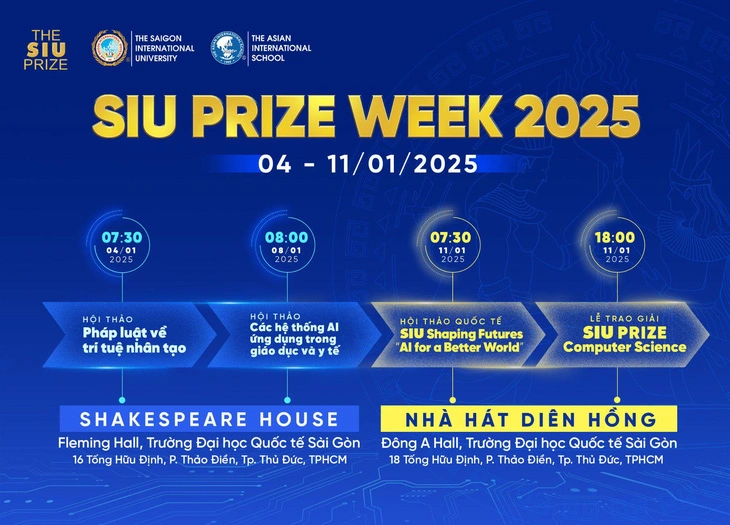 THE
SIU
PRIZE
THE SAIGON
INTERNATIONAL
UNIVERSITY
THE ASIAN
INTERNATIONAL
SCHOOL
SIU PRIZE WEEK 2025
04 - 11/01/2025
07:30
04/01
2025
08:00
08/01
2025
07:30
11/01
2025
18:00
11/01
2025
HỘI THẢO
Pháp luật về
trí tuệ nhân tạo
HỘI THẢO
Các hệ thống AI
ứng dụng trong
giáo dục và y tế
HỘI THẢO QUỐC TẾ
SIU Shaping Futures
"AI for a Better World"
LỄ TRAO GIẢI
SIU PRIZE
Computer Science
SHAKESPEARE HOUSE
Fleming Hall, Trường Đại học Quốc tế Sài Gòn
16 Tống Hữu Định, P. Thảo Điền, Tp. Thủ Đức, TPHCM
NHÀ HÁT DIÊN HỒNG
Đông A Hall, Trường Đại học Quốc tế Sài Gòn
18 Tống Hữu Định, P. Thảo Điền, Tp. Thủ Đức, TPHCM